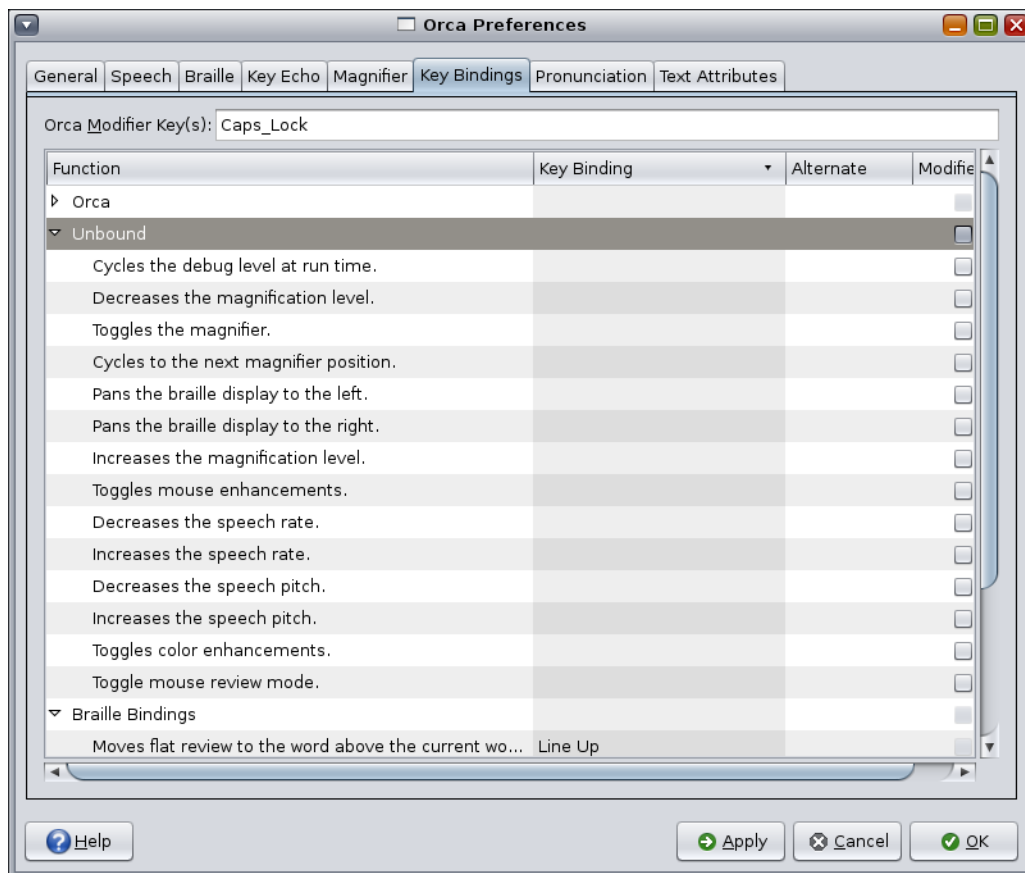 Orca Preferences
General Speech Braille Key Echo Magnifier Key Bindings Pronunciation Text Attributes
Orca Modifier Key(s): Caps_Lock
Function Key Binding Alternate Modifie
Orca
Unbound
Cycles the debug level at run time.
Decreases the magnification level.
Toggles the magnifier.
Cycles to the next magnifier position.
Pans the braille display to the left.
Pans the braille display to the right.
Increases the magnification level.
Toggles mouse enhancements.
Decreases the speech rate.
Increases the speech rate.
Decreases the speech pitch.
Increases the speech pitch.
Toggles color enhancements.
Toggle mouse review mode.
Braille Bindings
Moves flat review to the word above the current wo... Line Up
Help Apply Cancel OK